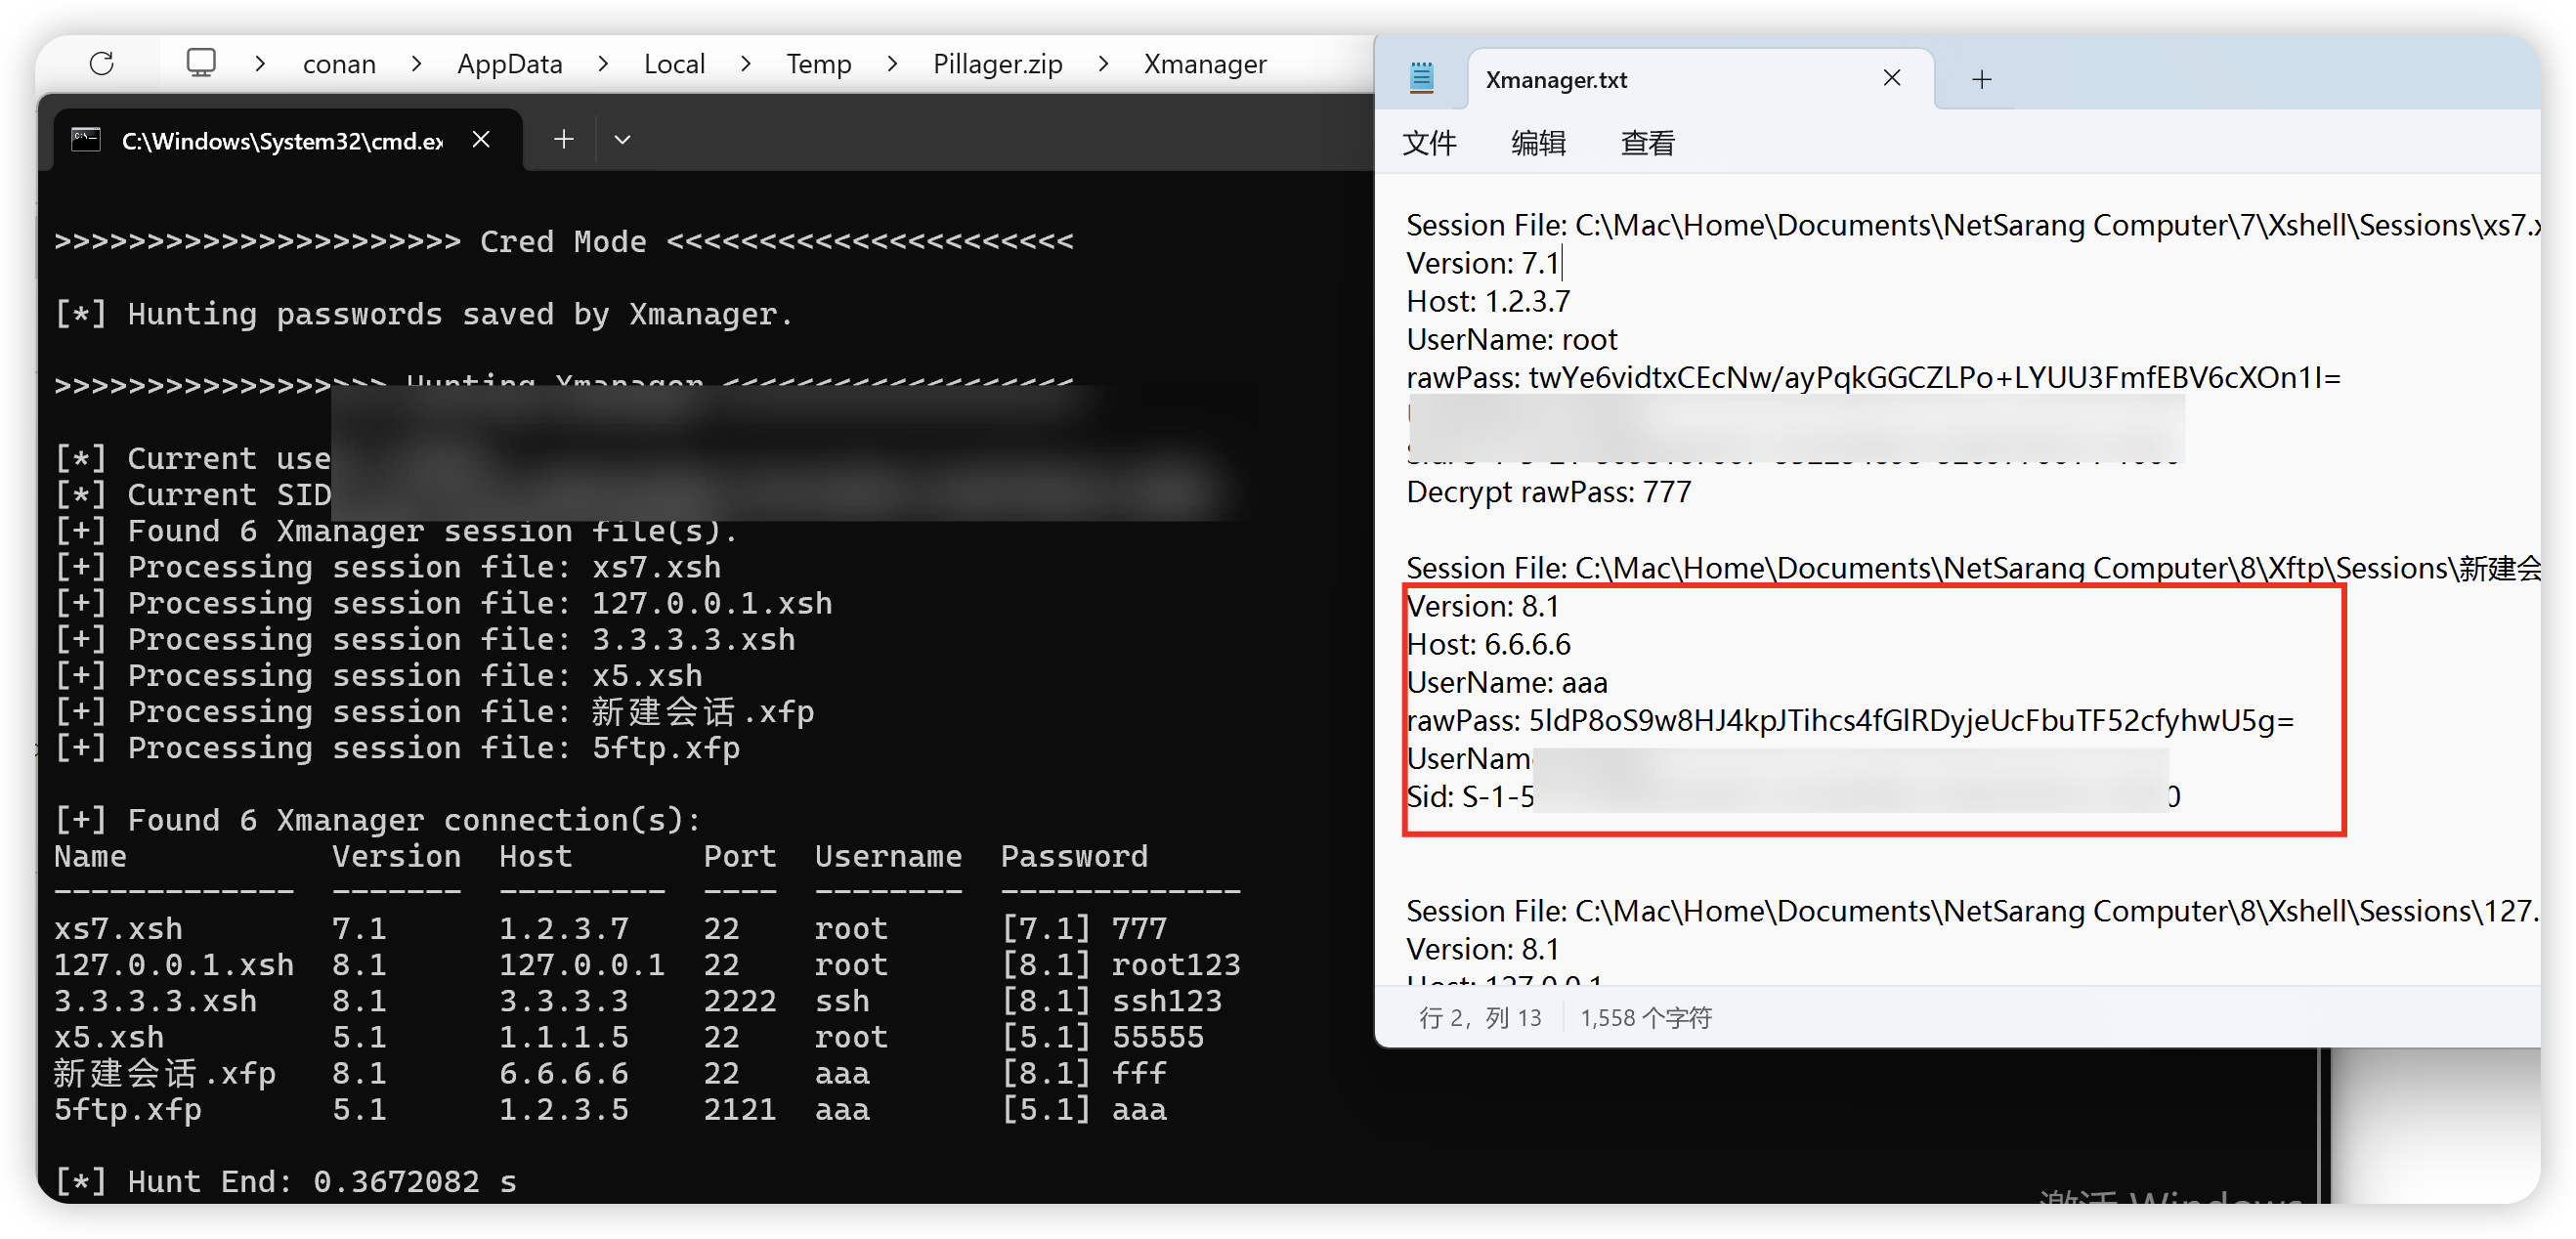 conan > AppData > Local > Temp > Pillager.zip > Xmanager
C:\Windows\System32\cmd.ex
>>>>>>>>>>>>>>>>>>>>>> Cred Mode <<<<<<<<<<<<<<<<<<<<<<
[*] Hunting passwords saved by Xmanager.
>>>>>>>>>>>>>>>>>> Hunting Xmanager <<<<<<<<<<<<<<<<<<<
[*] Current use
[*] Current SID
[+] Found 6 Xmanager session file(s).
[+] Processing session file: xs7.xsh
[+] Processing session file: 127.0.0.1.xsh
[+] Processing session file: 3.3.3.3.xsh
[+] Processing session file: x5.xsh
[+] Processing session file: 新建会话.xfp
[+] Processing session file: 5ftp.xfp
[+] Found 6 Xmanager connection(s):
Name Version Host Port Username Password
------------- ------- --------- ---- -------- -------------
xs7.xsh 7.1 1.2.3.7 22 root [7.1] 777
127.0.0.1.xsh 8.1 127.0.0.1 22 root [8.1] root123
3.3.3.3.xsh 8.1 3.3.3.3 2222 ssh [8.1] ssh123
x5.xsh 5.1 1.1.1.5 22 root [5.1] 55555
新建会话.xfp 8.1 6.6.6.6 22 aaa [8.1] fff
5ftp.xfp 5.1 1.2.3.5 2121 aaa [5.1] aaa
[*] Hunt End: 0.3672082 s
Xmanager.txt
文件 编辑 查看
Session File: C:\Mac\Home\Documents\NetSarang Computer\7\Xshell\Sessions\xs7.x
Version: 7.1
Host: 1.2.3.7
UserName: root
rawPass: twYe6vidtxCEcNw/ayPqkGGCZLPo+LYUU3FmfEBV6cXOn1I=
Decrypt rawPass: 777
Session File: C:\Mac\Home\Documents\NetSarang Computer\8\Xftp\Sessions\新建会
Version: 8.1
Host: 6.6.6.6
UserName: aaa
rawPass: 5ldP8oS9w8HJ4kpJTihcs4fGlRDyjeUcFbuTF52cfyhwU5g=
UserNam
Sid: S-1-5 0
Session File: C:\Mac\Home\Documents\NetSarang Computer\8\Xshell\Sessions\127.
Version: 8.1
Host: 127.0.0.1
行 2，列 13 1,558 个字符
激活 Windows